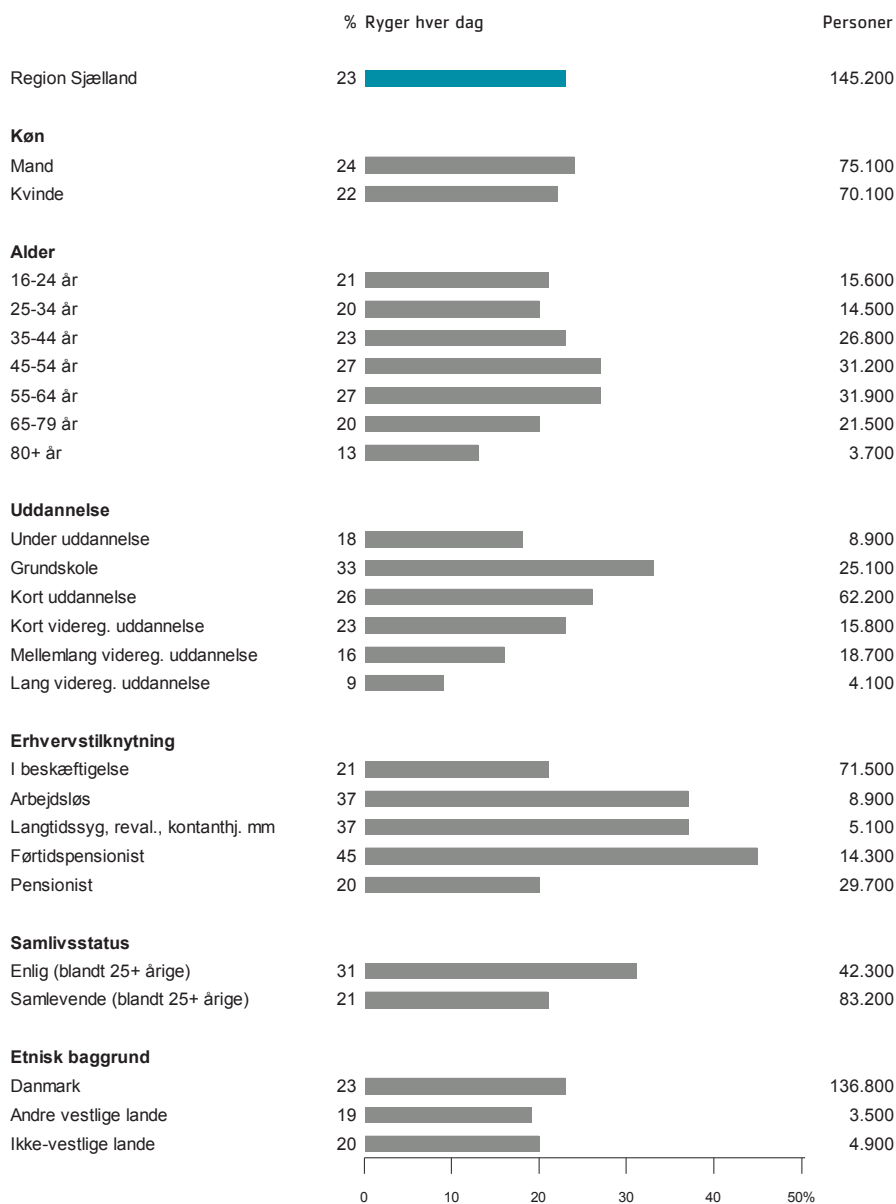 % Ryger hver dag Personer
Region Sjælland 23 145.200
Køn
Mand 24 75.100
Kvinde 22 70.100
Alder
16-24 år 21 15.600
25-34 år 20 14.500
35-44 år 23 26.800
45-54 år 27 31.200
55-64 år 27 31.900
65-79 år 20 21.500
80+ år 13 3.700
Uddannelse
Under uddannelse 18 8.900
Grundskole 33 25.100
Kort uddannelse 26 62.200
Kort videreg. uddannelse 23 15.800
Mellemlang videreg. uddannelse 16 18.700
Lang videreg. uddannelse 9 4.100
Erhvervstilknytning
I beskæftigelse 21 71.500
Arbejdsløs 37 8.900
Langtidssyg, reval., kontanthj. mm 37 5.100
Førtidspensionist 45 14.300
Pensionist 20 29.700
Samlivsstatus
Enlig (blandt 25+ årige) 31 42.300
Samlevende (blandt 25+ årige) 21 83.200
Etnisk baggrund
Danmark 23 136.800
Andre vestlige lande 19 3.500
Ikke-vestlige lande 20 4.900
0 10 20 30 40 50%